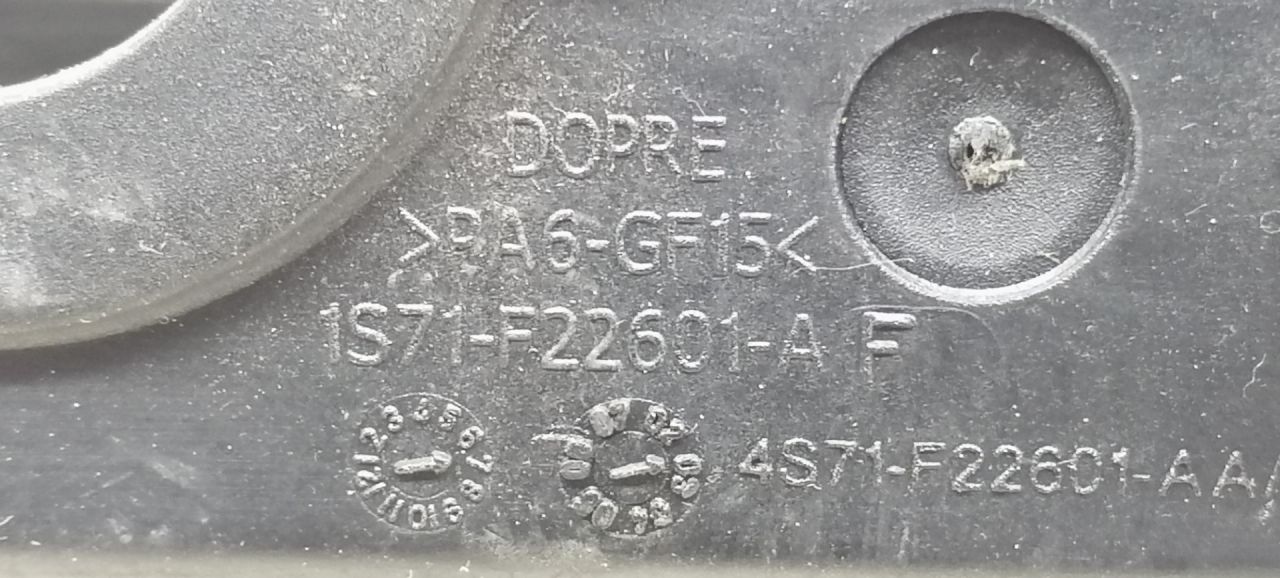 DOPRE
>PA6-GF15<
1S71-F22601-A F
4S71-F22601-AA